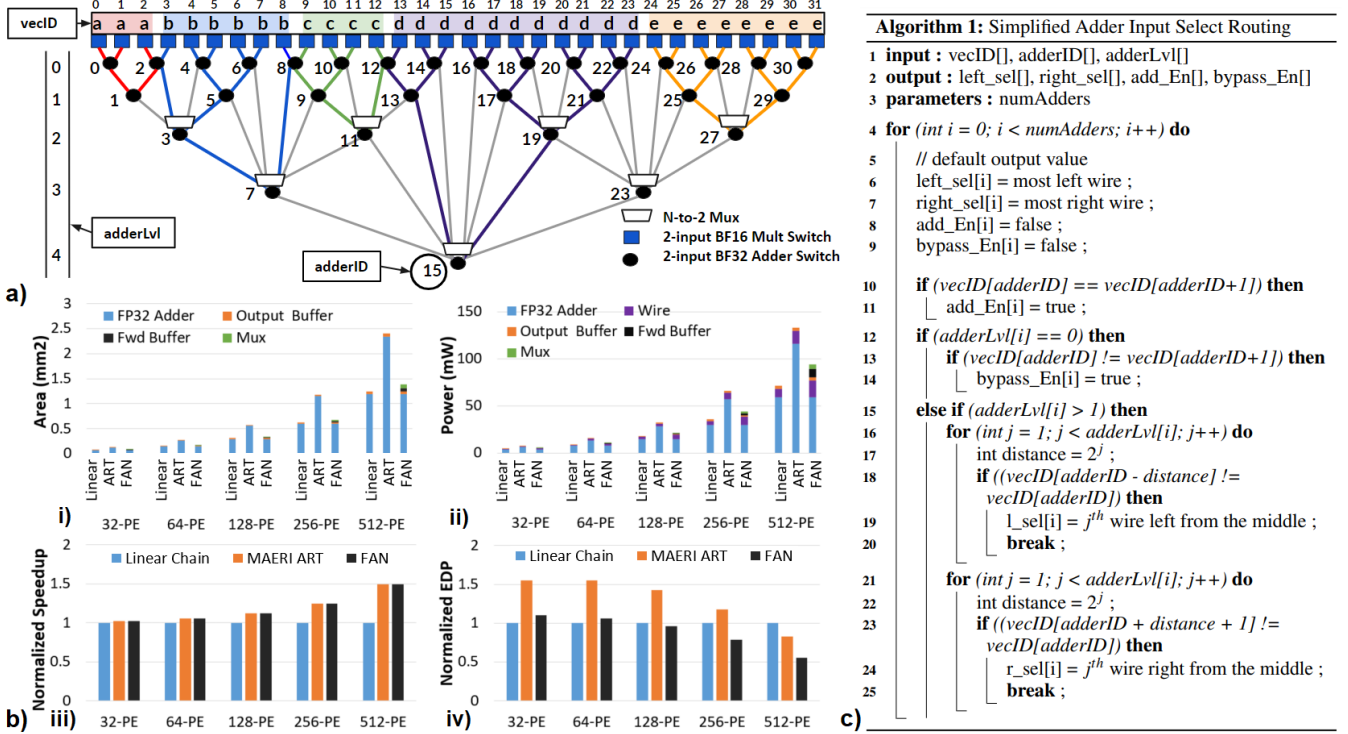 0 1 2 3 4 5 6 7 8 9 10 11 12 13 14 15 16 17 18 19 20 21 22 23 24 25 26 27 28 29 30 31
vecID
a a a b b b b b b c c c c d d d d d d d d d d d e e e e e e e e
0
0 2 4 6 8 10 12 14 16 18 20 22 24 26 28 30
1
1 5 9 13 17 21 25 29
2
3 11 19 27
3
7 23
4
15
adderLvl
adderID
N-to-2 Mux
2-input BF16 Mult Switch
2-input BF32 Adder Switch
a)
3
2.5
2
1.5
1
0.5
0
Area (mm2)
FP32 Adder
Output Buffer
Fwd Buffer
Mux
Linear ART FAN Linear ART FAN Linear ART FAN Linear ART FAN Linear ART FAN
i)
32-PE 64-PE 128-PE 256-PE 512-PE
150
100
50
0
Power (mW)
FP32 Adder
Wire
Output Buffer
Fwd Buffer
Mux
Linear ART FAN Linear ART FAN Linear ART FAN Linear ART FAN Linear ART FAN
ii)
32-PE 64-PE 128-PE 256-PE 512-PE
2
1.5
1
0.5
0
Normalized Speedup
Linear Chain MAERI ART FAN
32-PE 64-PE 128-PE 256-PE 512-PE
b) iii)
2
1.5
1
0.5
0
Normalized EDP
Linear Chain MAERI ART FAN
32-PE 64-PE 128-PE 256-PE 512-PE
iv)
c)
Algorithm 1: Simplified Adder Input Select Routing
1 input : vecID[], adderID[], adderLvl[]
2 output : left_sel[], right_sel[], add_En[], bypass_En[]
3 parameters : numAdders
4 for (int i = 0; i < numAdders; i++) do
5 // default output value
6 left_sel[i] = most left wire ;
7 right_sel[i] = most right wire ;
8 add_En[i] = false ;
9 bypass_En[i] = false ;
10 if (vecID[adderID] == vecID[adderID+1]) then
11 add_En[i] = true ;
12 if (adderLvl[i] == 0) then
13 if (vecID[adderID] != vecID[adderID+1]) then
14 bypass_En[i] = true ;
15 else if (adderLvl[i] > 1) then
16 for (int j = 1; j < adderLvl[i]; j++) do
17 int distance = 2^j ;
18 if ((vecID[adderID - distance] !=
vecID[adderID]) then
19 l_sel[i] = j^th wire left from the middle ;
20 break ;
21 for (int j = 1; j < adderLvl[i]; j++) do
22 int distance = 2^j ;
23 if ((vecID[adderID + distance + 1] !=
vecID[adderID]) then
24 r_sel[i] = j^th wire right from the middle ;
25 break ;